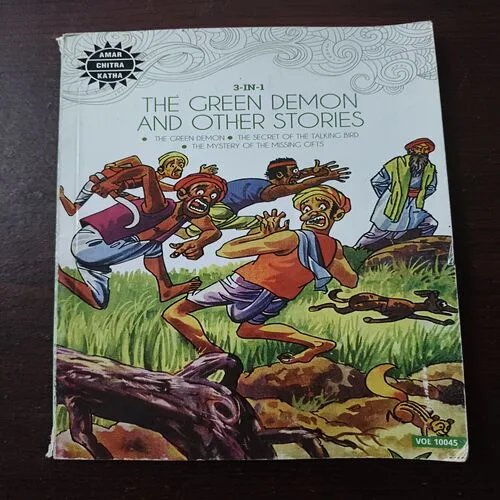 AMAR
CHITRA
KATHA
3-IN-1
THE GREEN DEMON
AND OTHER STORIES
• THE GREEN DEMON • THE SECRET OF THE TALKING BIRD
• THE MYSTERY OF THE MISSING GIFTS
VOL 10045